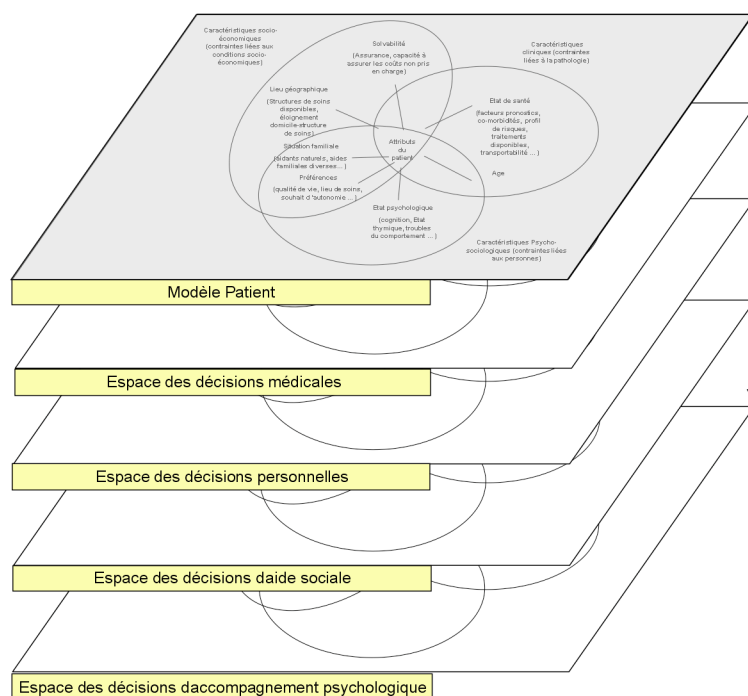 Caractéristiques socio-
économiques
(contraintes liées aux
conditions socio-
économiques)
Solvabilité
(Assurance, capacité à
assurer les coûts non pris
en charge)
Caractéristiques
cliniques (contraintes
liées à la pathologie)
Lieu géographique
(Structures de soins
disponibles,
éloignement
domicile-structure
de soins)
Etat de santé
(facteurs pronostics,
co-morbidités, profil
de risques,
traitements
disponibles,
transportabilité ... )
Situation familiale
(aidants naturels, aides
familiales diverses ... )
Attributs
du
patient
Préférences
(qualité de vie, lieu de soins,
souhait d 'autonomie ... )
Age
Etat psychologique
(cognition, Etat
thymique, troubles
du comportement ... )
Caractéristiques Psycho-
sociologiques (contraintes liées
aux personnes)
Modèle Patient
Espace des décisions médicales
Espace des décisions personnelles
Espace des décisions daide sociale
Espace des décisions daccompagnement psychologique